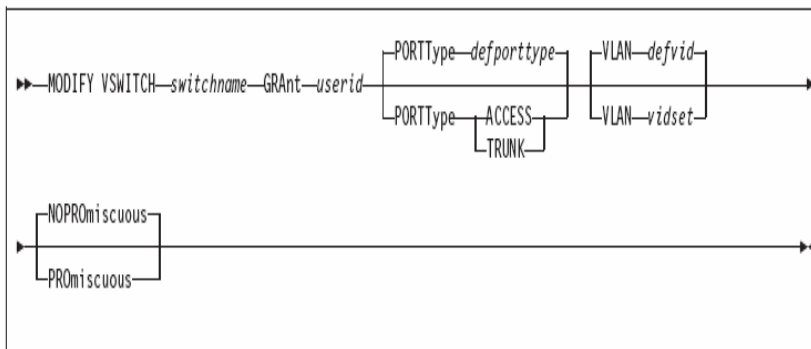 PORTType defporttype VLAN defvid
MODIFY VSWITCH switchname GRAnt userid
PORTType ACCESS VLAN vidset
TRUNK
NOPROmiscuous
PROmiscuous